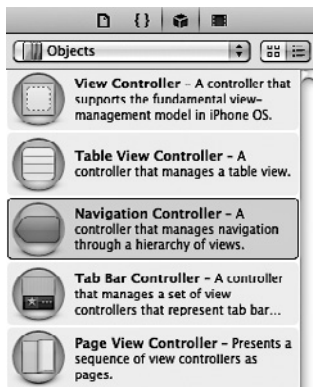 {}
Objects
View Controller – A controller that
supports the fundamental view-
management model in iPhone OS.
Table View Controller – A
controller that manages a table view.
Navigation Controller – A
controller that manages navigation
through a hierarchy of views.
Tab Bar Controller – A controller
that manages a set of view
controllers that represent tab bar...
Page View Controller – Presents a
sequence of view controllers as
pages.